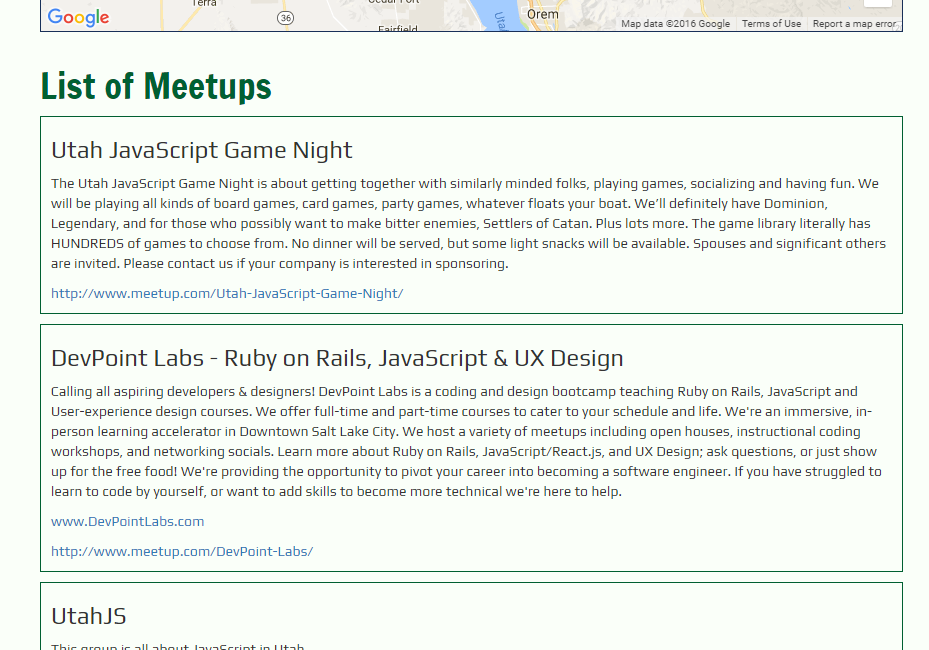 Terra
Cedar Fort
Google
36
Fairfield
Utah
Orem
Map data ©2016 Google Terms of Use Report a map error
List of Meetups
Utah JavaScript Game Night
The Utah JavaScript Game Night is about getting together with similarly minded folks, playing games, socializing and having fun. We
will be playing all kinds of board games, card games, party games, whatever floats your boat. We'll definitely have Dominion,
Legendary, and for those who possibly want to make bitter enemies, Settlers of Catan. Plus lots more. The game library literally has
HUNDREDS of games to choose from. No dinner will be served, but some light snacks will be available. Spouses and significant others
are invited. Please contact us if your company is interested in sponsoring.
http://www.meetup.com/Utah-JavaScript-Game-Night/
DevPoint Labs - Ruby on Rails, JavaScript & UX Design
Calling all aspiring developers & designers! DevPoint Labs is a coding and design bootcamp teaching Ruby on Rails, JavaScript and
User-experience design courses. We offer full-time and part-time courses to cater to your schedule and life. We're an immersive, in-
person learning accelerator in Downtown Salt Lake City. We host a variety of meetups including open houses, instructional coding
workshops, and networking socials. Learn more about Ruby on Rails, JavaScript/React.js, and UX Design; ask questions, or just show
up for the free food! We're providing the opportunity to pivot your career into becoming a software engineer. If you have struggled to
learn to code by yourself, or want to add skills to become more technical we're here to help.
www.DevPointLabs.com
http://www.meetup.com/DevPoint-Labs/
UtahJS
This group is all about JavaScript in Utah